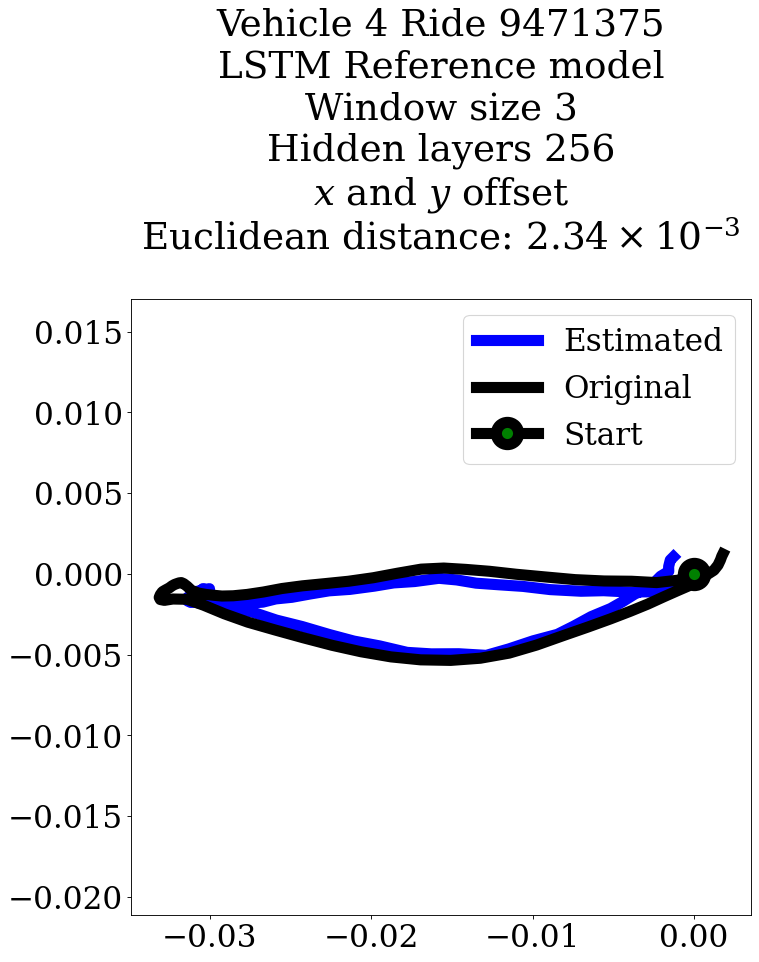 Vehicle 4 Ride 9471375
LSTM Reference model
Window size 3
Hidden layers 256
x and y offset
Euclidean distance: 2.34 × 10⁻³
Estimated
Original
Start
0.015
0.010
0.005
0.000
−0.005
−0.010
−0.015
−0.020
−0.03 −0.02 −0.01 0.00